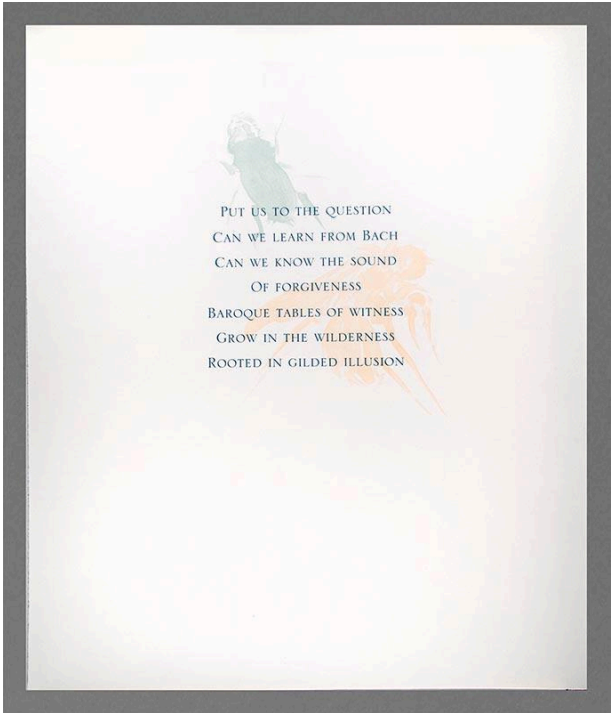 Put us to the question
Can we learn from Bach
Can we know the sound
Of forgiveness
Baroque tables of witness
Grow in the wilderness
Rooted in gilded illusion